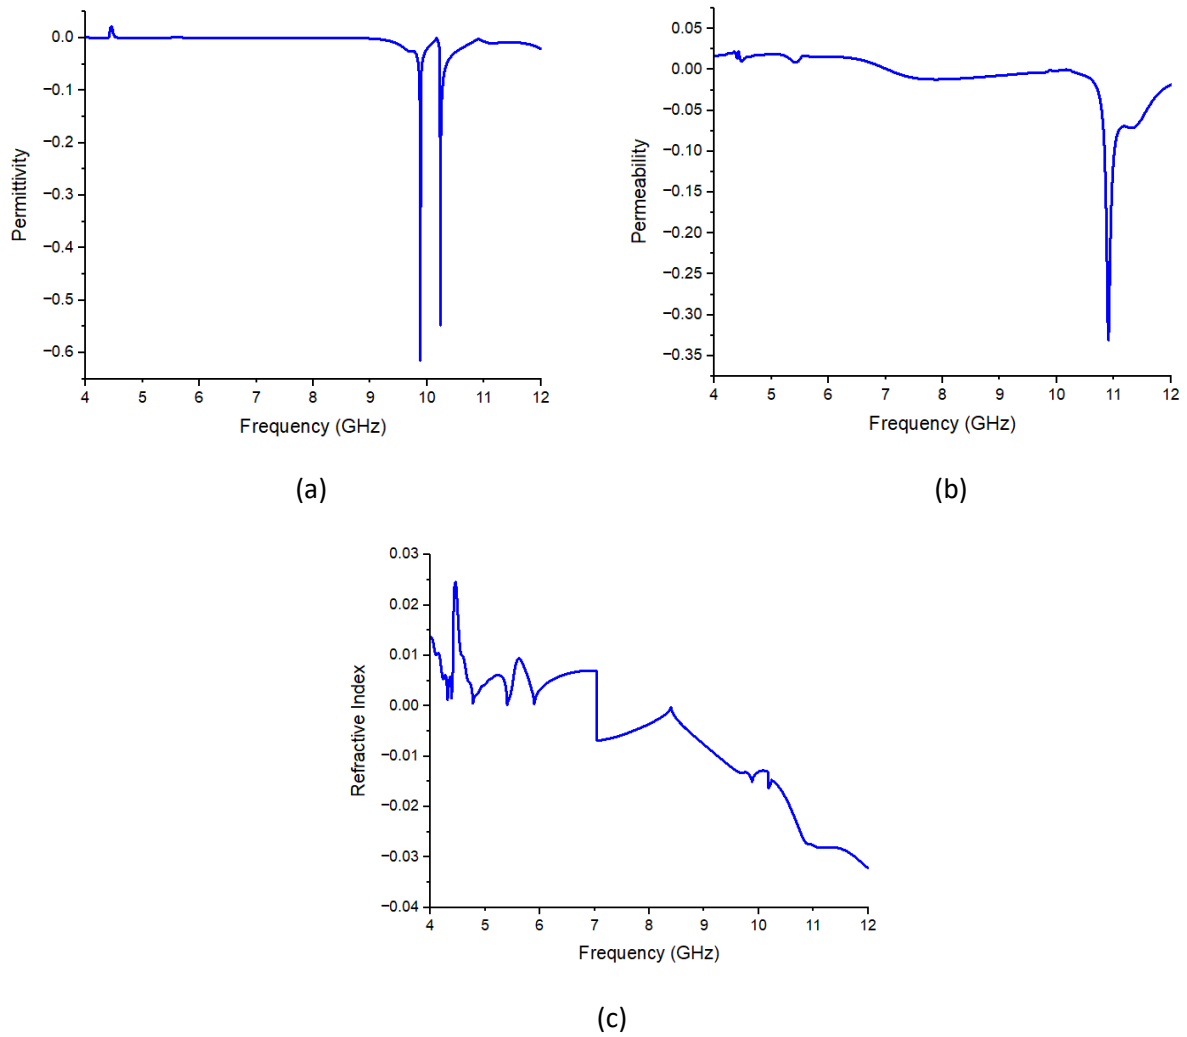 0.0
−0.1
−0.2
−0.3
−0.4
−0.5
−0.6
Permittivity
4 5 6 7 8 9 10 11 12
Frequency (GHz)
(a)
0.05
0.00
−0.05
−0.10
−0.15
−0.20
−0.25
−0.30
−0.35
Permeability
4 5 6 7 8 9 10 11 12
Frequency (GHz)
(b)
0.03
0.02
0.01
0.00
−0.01
−0.02
−0.03
−0.04
Refractive Index
4 5 6 7 8 9 10 11 12
Frequency (GHz)
(c)